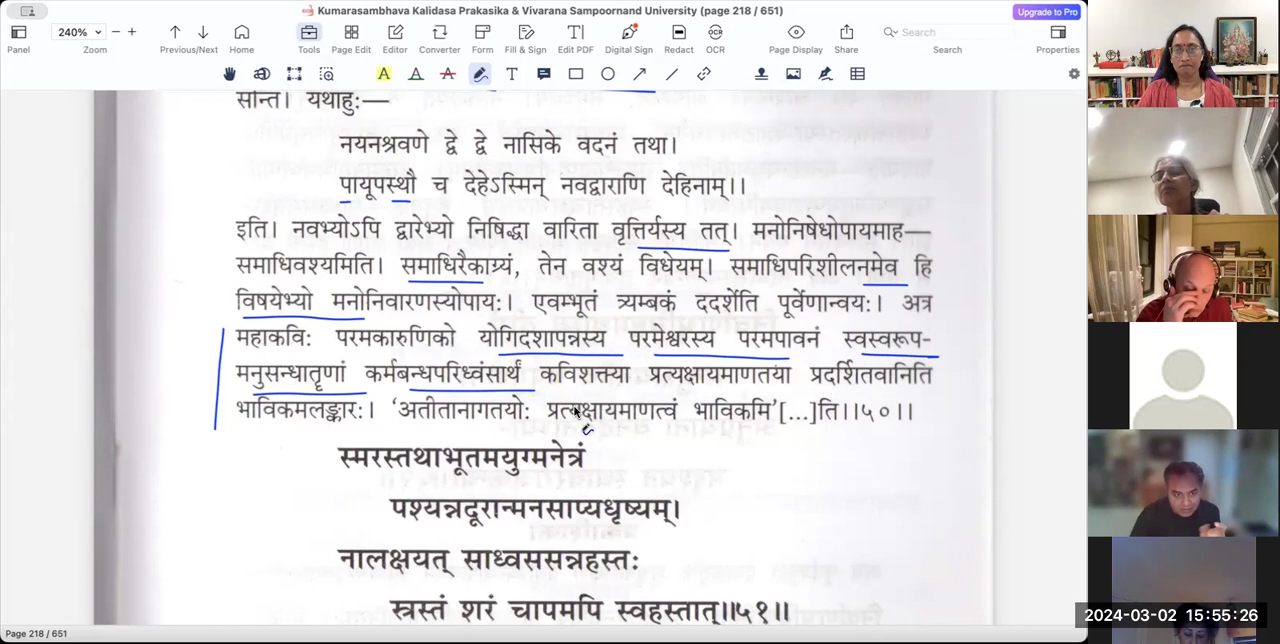 Kumarasambhava Kalidasa Prakasika & Vivarana Sampoornand University (page 218 / 651)
Upgrade to Pro
240%
Panel Zoom Previous/Next Home Tools Page Edit Editor Converter Form Fill & Sign Edit PDF Digital Sign Redact OCR Page Display Share Search Properties
Search
सन्ति। यथाहुः—
नयनश्रवणे द्वे द्वे नासिके वदनं तथा।
पायूपस्थौ च देहेऽस्मिन् नवद्वाराणि देहिनाम्।।
इति। नवभ्योऽपि द्वारेभ्यो निषिद्धा वारिता वृत्तिर्यस्य तत्। मनोनिषेधोपायमाह—
समाधिवश्यमिति। समाधिरैकाग्र्यं, तेन वश्यं विधेयम्। समाधिपरिशीलनमेव हि
विषयेभ्यो मनोनिवारणस्योपायः। एवम्भूतं त्र्यम्बकं ददर्शेति पूर्वेणान्वयः। अत्र
महाकविः परमकारुणिको योगिदशापन्नस्य परमेश्वरस्य परमपावनं स्वस्वरूप-
मनुसन्धातॄणां कर्मबन्धपरिध्वंसार्थं कविशक्त्या प्रत्यक्षायमाणतया प्रदर्शितवानिति
भाविकमलङ्कारः। 'अतीतानागतयोः प्रत्यक्षायमाणत्वं भाविकमि'[...]ति।।५०।।
स्मरस्तथाभूतमयुग्मनेत्रं
पश्यन्नदूरान्मनसाप्यधृष्यम्।
नालक्षयत् साध्वससन्नहस्तः
स्रस्तं शरं चापमपि स्वहस्तात्।।५१।।
Page 218 / 651
2024-03-02 15:55:26